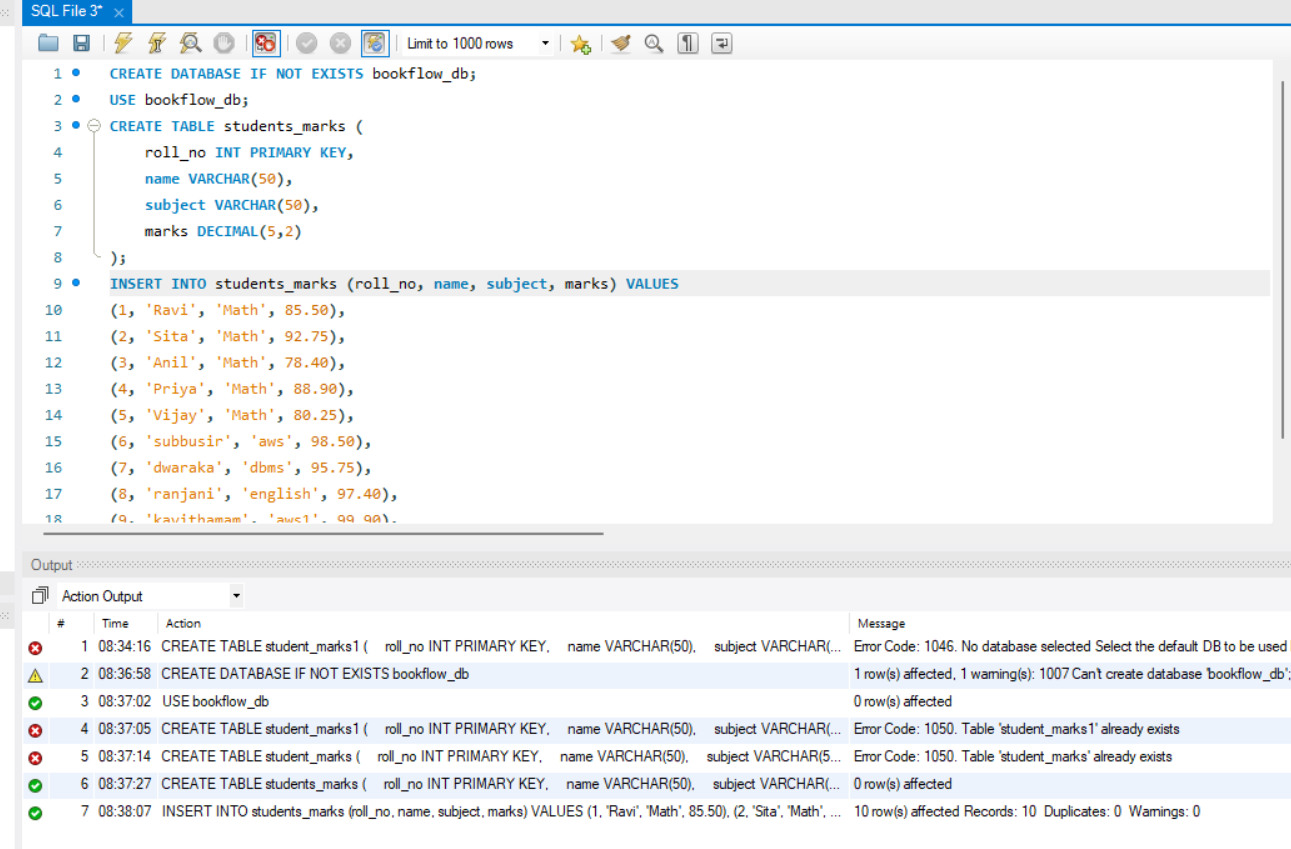 SQL File 3*
Limit to 1000 rows
1 CREATE DATABASE IF NOT EXISTS bookflow_db;
2 USE bookflow_db;
3 CREATE TABLE students_marks (
4 roll_no INT PRIMARY KEY,
5 name VARCHAR(50),
6 subject VARCHAR(50),
7 marks DECIMAL(5,2)
8 );
9 INSERT INTO students_marks (roll_no, name, subject, marks) VALUES
10 (1, 'Ravi', 'Math', 85.50),
11 (2, 'Sita', 'Math', 92.75),
12 (3, 'Anil', 'Math', 78.40),
13 (4, 'Priya', 'Math', 88.90),
14 (5, 'Vijay', 'Math', 80.25),
15 (6, 'subbusir', 'aws', 98.50),
16 (7, 'dwaraka', 'dbms', 95.75),
17 (8, 'ranjani', 'english', 97.40),
18 (9, 'kavithamam', 'aws1', 99.90),
Output
Action Output
# Time Action Message
1 08:34:16 CREATE TABLE student_marks1 ( roll_no INT PRIMARY KEY, name VARCHAR(50), subject VARCHAR(... Error Code: 1046. No database selected Select the default DB to be used
2 08:36:58 CREATE DATABASE IF NOT EXISTS bookflow_db 1 row(s) affected, 1 warning(s): 1007 Can't create database 'bookflow_db';
3 08:37:02 USE bookflow_db 0 row(s) affected
4 08:37:05 CREATE TABLE student_marks1 ( roll_no INT PRIMARY KEY, name VARCHAR(50), subject VARCHAR(... Error Code: 1050. Table 'student_marks1' already exists
5 08:37:14 CREATE TABLE student_marks ( roll_no INT PRIMARY KEY, name VARCHAR(50), subject VARCHAR(5... Error Code: 1050. Table 'student_marks' already exists
6 08:37:27 CREATE TABLE students_marks ( roll_no INT PRIMARY KEY, name VARCHAR(50), subject VARCHAR(... 0 row(s) affected
7 08:38:07 INSERT INTO students_marks (roll_no, name, subject, marks) VALUES (1, 'Ravi', 'Math', 85.50), (2, 'Sita', 'Math', ... 10 row(s) affected Records: 10 Duplicates: 0 Warnings: 0